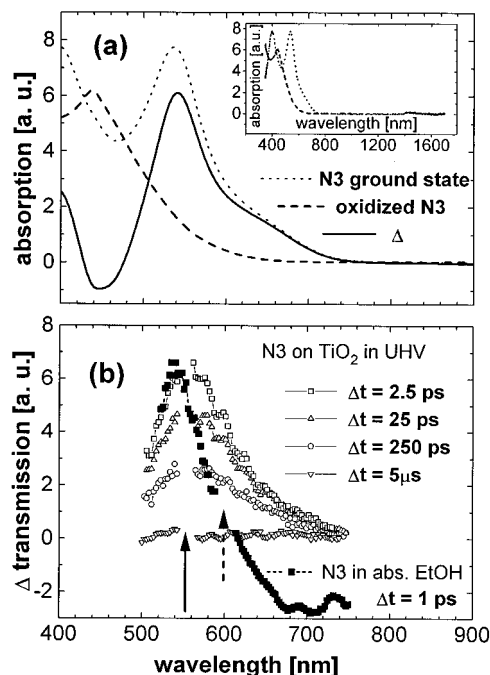 (a)
absorption [a. u.]
8
6
4
2
0
absorption [a. u.]
8
6
4
2
0
400 800 1200 1600
wavelength [nm]
N3 ground state
oxidized N3
Δ
(b)
Δ transmission [a. u.]
8
6
4
2
0
-2
N3 on TiO2 in UHV
Δt = 2.5 ps
Δt = 25 ps
Δt = 250 ps
Δt = 5μs
N3 in abs. EtOH
Δt = 1 ps
400 500 600 700 800 900
wavelength [nm]